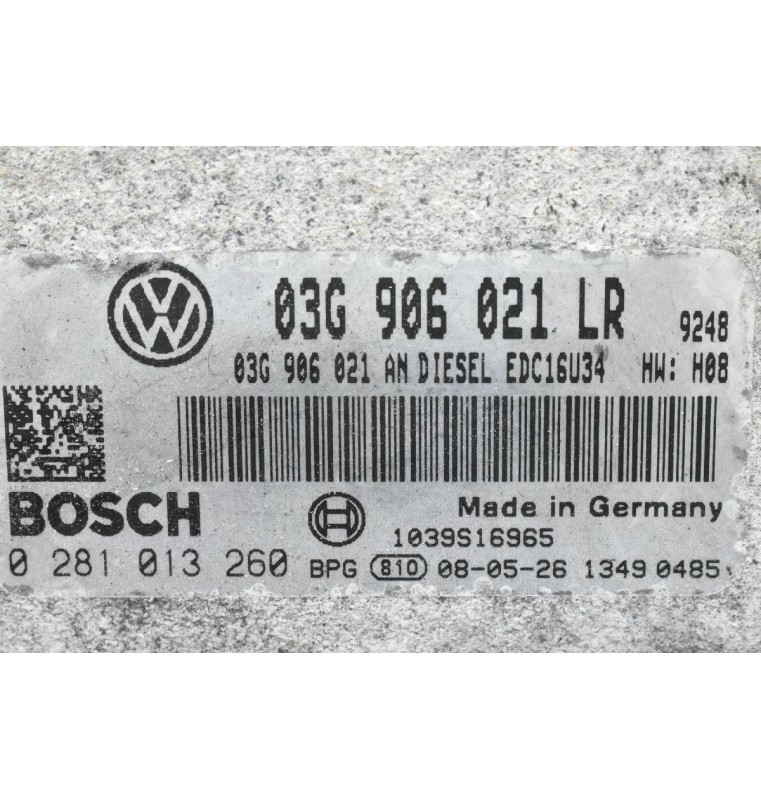 03G 906 021 LR 9248
03G 906 021 AN DIESEL EDC16U34 HW: H08
BOSCH Made in Germany
1039S16965
0 281 013 260 BPG 810 08-05-26 1349 0485